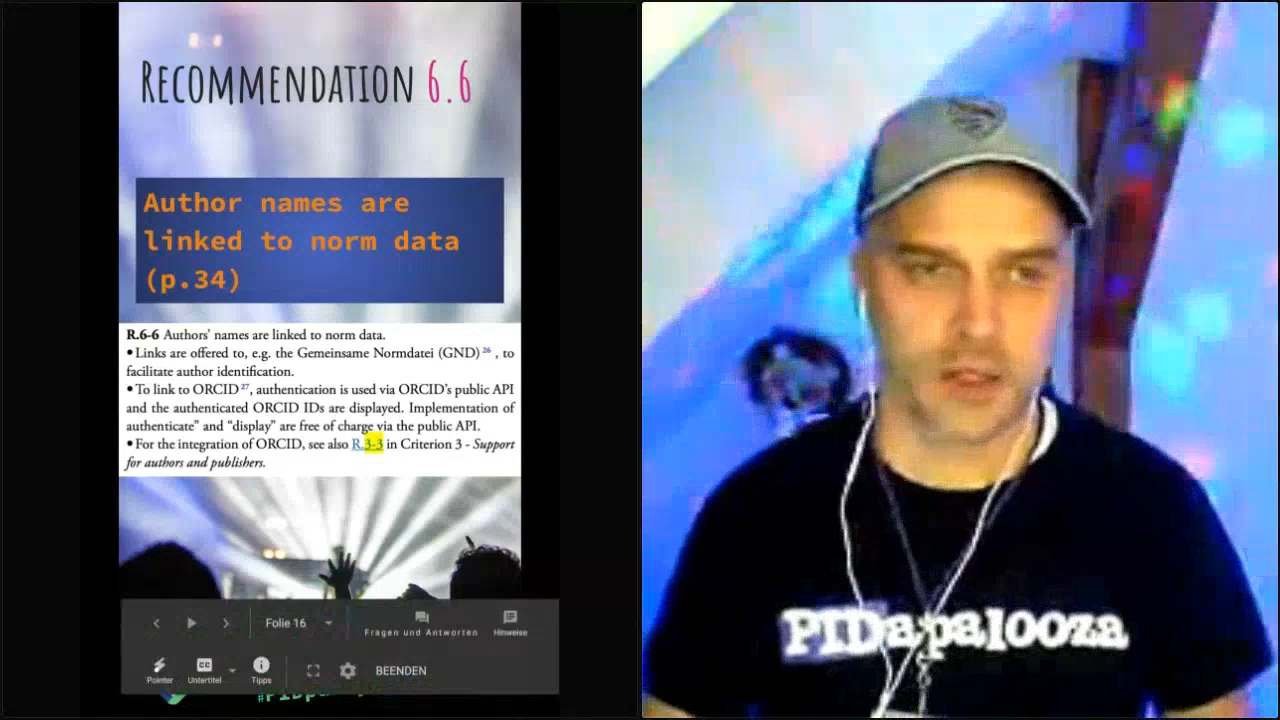 RECOMMENDATION 6.6
Author names are
linked to norm data
(p.34)
R.6-6 Authors' names are linked to norm data.
•Links are offered to, e.g. the Gemeinsame Normdatei (GND) 26 , to
facilitate author identification.
•To link to ORCID 27, authentication is used via ORCID's public API
and the authenticated ORCID IDs are displayed. Implementation of
authenticate" and “display” are free of charge via the public API.
•For the integration of ORCID, see also R.3-3 in Criterion 3 - Support
for authors and publishers.
Folie 16
Fragen und Antworten
Hinweise
Pointer
CC
Untertitel
Tipps
BEENDEN
PIDapalooza